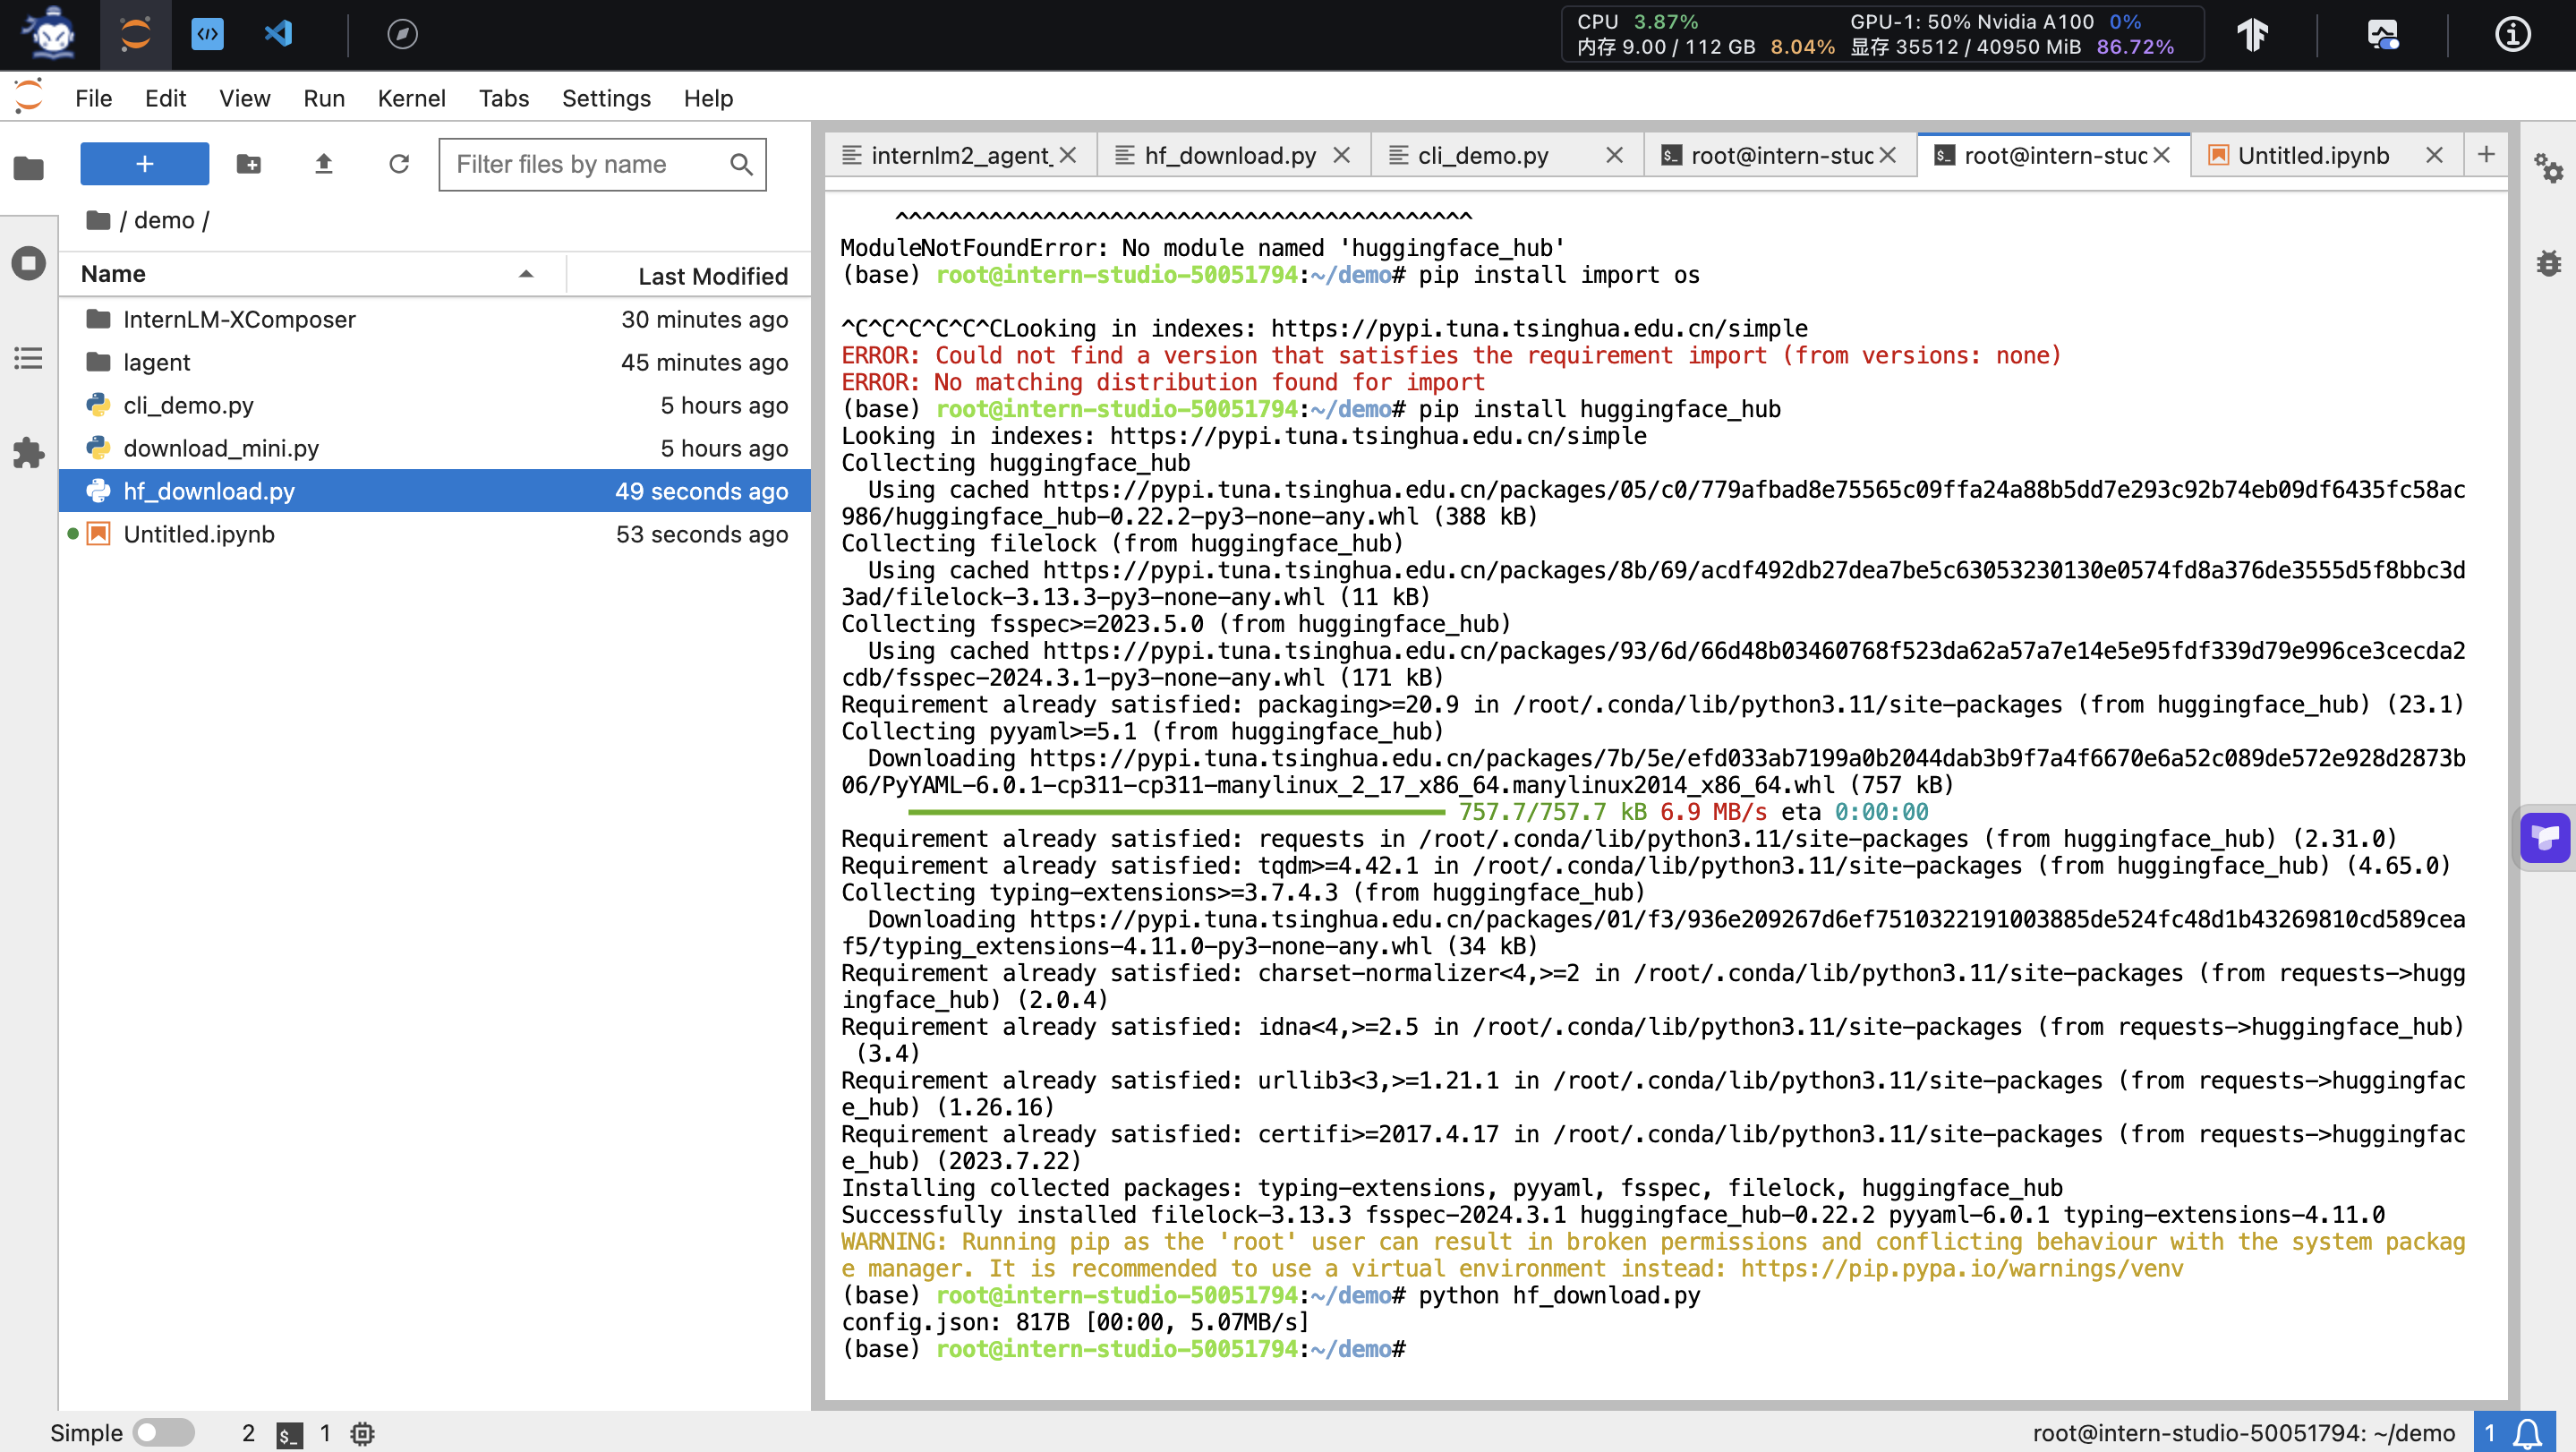 CPU 3.87% GPU-1: 50% Nvidia A100 0%
内存 9.00 / 112 GB 8.04% 显存 35512 / 40950 MiB 86.72%
File Edit View Run Kernel Tabs Settings Help
Filter files by name
internlm2_agent_ hf_download.py cli_demo.py root@intern-stud root@intern-stud Untitled.ipynb
/ demo /
Name Last Modified
InternLM-XComposer 30 minutes ago
lagent 45 minutes ago
cli_demo.py 5 hours ago
download_mini.py 5 hours ago
hf_download.py 49 seconds ago
Untitled.ipynb 53 seconds ago
^^^^^^^^^^^^^^^^^^^^^^^^^^^^^^^^^^^^^^^^^^^
ModuleNotFoundError: No module named 'huggingface_hub'
(base) root@intern-studio-50051794:~/demo# pip install import os
^C^C^C^C^C^CLooking in indexes: https://pypi.tuna.tsinghua.edu.cn/simple
ERROR: Could not find a version that satisfies the requirement import (from versions: none)
ERROR: No matching distribution found for import
(base) root@intern-studio-50051794:~/demo# pip install huggingface_hub
Looking in indexes: https://pypi.tuna.tsinghua.edu.cn/simple
Collecting huggingface_hub
Using cached https://pypi.tuna.tsinghua.edu.cn/packages/05/c0/779afbad8e75565c09ffa24a88b5dd7e293c92b74eb09df6435fc58ac
986/huggingface_hub-0.22.2-py3-none-any.whl (388 kB)
Collecting filelock (from huggingface_hub)
Using cached https://pypi.tuna.tsinghua.edu.cn/packages/8b/69/acdf492db27dea7be5c63053230130e0574fd8a376de3555d5f8bbc3d
3ad/filelock-3.13.3-py3-none-any.whl (11 kB)
Collecting fsspec>=2023.5.0 (from huggingface_hub)
Using cached https://pypi.tuna.tsinghua.edu.cn/packages/93/6d/66d48b03460768f523da62a57a7e14e5e95fdf339d79e996ce3cecda2
cdb/fsspec-2024.3.1-py3-none-any.whl (171 kB)
Requirement already satisfied: packaging>=20.9 in /root/.conda/lib/python3.11/site-packages (from huggingface_hub) (23.1)
Collecting pyyaml>=5.1 (from huggingface_hub)
Downloading https://pypi.tuna.tsinghua.edu.cn/packages/7b/5e/efd033ab7199a0b2044dab3b9f7a4f6670e6a52c089de572e928d2873b
06/PyYAML-6.0.1-cp311-cp311-manylinux_2_17_x86_64.manylinux2014_x86_64.whl (757 kB)
757.7/757.7 kB 6.9 MB/s eta 0:00:00
Requirement already satisfied: requests in /root/.conda/lib/python3.11/site-packages (from huggingface_hub) (2.31.0)
Requirement already satisfied: tqdm>=4.42.1 in /root/.conda/lib/python3.11/site-packages (from huggingface_hub) (4.65.0)
Collecting typing-extensions>=3.7.4.3 (from huggingface_hub)
Downloading https://pypi.tuna.tsinghua.edu.cn/packages/01/f3/936e209267d6ef7510322191003885de524fc48d1b43269810cd589cea
f5/typing_extensions-4.11.0-py3-none-any.whl (34 kB)
Requirement already satisfied: charset-normalizer<4,>=2 in /root/.conda/lib/python3.11/site-packages (from requests->hugg
ingface_hub) (2.0.4)
Requirement already satisfied: idna<4,>=2.5 in /root/.conda/lib/python3.11/site-packages (from requests->huggingface_hub)
(3.4)
Requirement already satisfied: urllib3<3,>=1.21.1 in /root/.conda/lib/python3.11/site-packages (from requests->huggingfac
e_hub) (1.26.16)
Requirement already satisfied: certifi>=2017.4.17 in /root/.conda/lib/python3.11/site-packages (from requests->huggingfac
e_hub) (2023.7.22)
Installing collected packages: typing-extensions, pyyaml, fsspec, filelock, huggingface_hub
Successfully installed filelock-3.13.3 fsspec-2024.3.1 huggingface_hub-0.22.2 pyyaml-6.0.1 typing-extensions-4.11.0
WARNING: Running pip as the 'root' user can result in broken permissions and conflicting behaviour with the system packag
e manager. It is recommended to use a virtual environment instead: https://pip.pypa.io/warnings/venv
(base) root@intern-studio-50051794:~/demo# python hf_download.py
config.json: 817B [00:00, 5.07MB/s]
(base) root@intern-studio-50051794:~/demo#
Simple 2 $_ 1 root@intern-studio-50051794: ~/demo 1